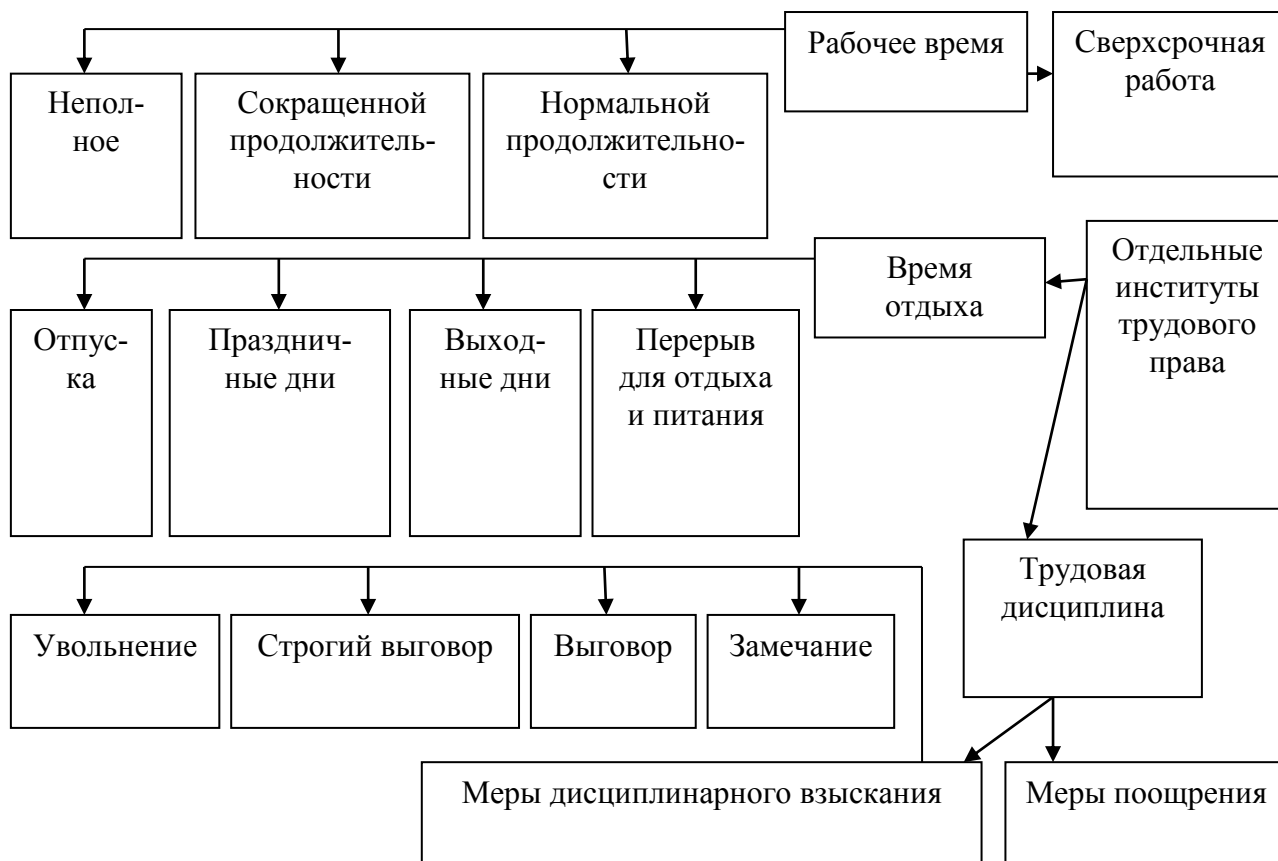 Рабочее время
Сверхсрочная
работа
Непол-
ное
Сокращенной
продолжитель-
ности
Нормальной
продолжительно-
сти
Время
отдыха
Отдельные
институты
трудового
права
Отпус-
ка
Празднич-
ные дни
Выход-
ные дни
Перерыв
для отдыха
и питания
Трудовая
дисциплина
Увольнение
Строгий выговор
Выговор
Замечание
Меры дисциплинарного взыскания
Меры поощрения